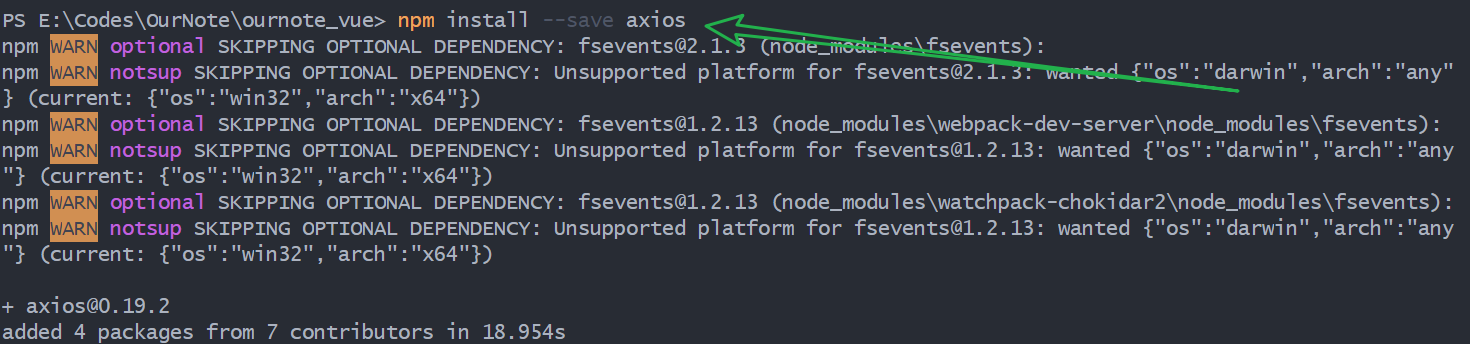 PS E:\Codes\OurNote\ournote_vue> npm install --save axios
npm WARN optional SKIPPING OPTIONAL DEPENDENCY: fsevents@2.1.3 (node_modules\fsevents):
npm WARN notsup SKIPPING OPTIONAL DEPENDENCY: Unsupported platform for fsevents@2.1.3: wanted {"os":"darwin","arch":"any"
} (current: {"os":"win32","arch":"x64"})
npm WARN optional SKIPPING OPTIONAL DEPENDENCY: fsevents@1.2.13 (node_modules\webpack-dev-server\node_modules\fsevents):
npm WARN notsup SKIPPING OPTIONAL DEPENDENCY: Unsupported platform for fsevents@1.2.13: wanted {"os":"darwin","arch":"any
"} (current: {"os":"win32","arch":"x64"})
npm WARN optional SKIPPING OPTIONAL DEPENDENCY: fsevents@1.2.13 (node_modules\watchpack-chokidar2\node_modules\fsevents):
npm WARN notsup SKIPPING OPTIONAL DEPENDENCY: Unsupported platform for fsevents@1.2.13: wanted {"os":"darwin","arch":"any
"} (current: {"os":"win32","arch":"x64"})
+ axios@0.19.2
added 4 packages from 7 contributors in 18.954s